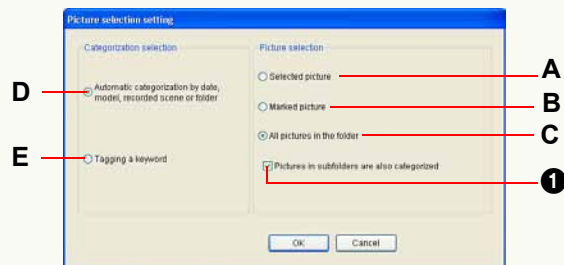 Picture selection setting
Categorization selection
Picture selection
Selected picture
A
D
Automatic categorization by date,
model, recorded scene or folder
Marked picture
B
All pictures in the folder
C
E
Tagging a keyword
Pictures in subfolders are also categorized
❶
OK
Cancel